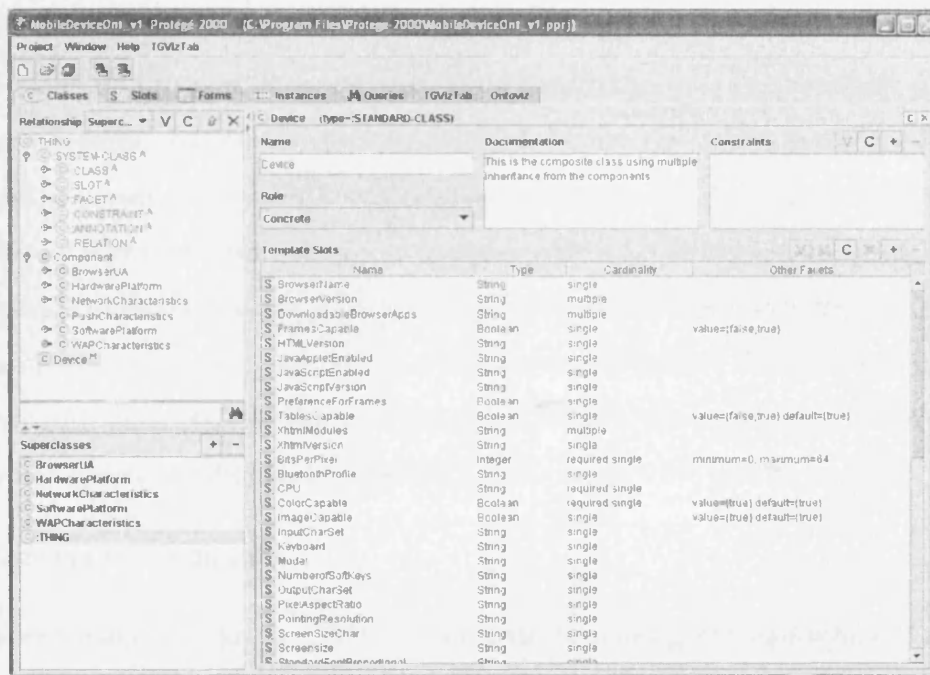 MobileDeviceOnt_v1 Protégé-2000 (C:\Program Files\Protege-2000\MobileDeviceOnt_v1.pprj)
Project Window Help TGVizTab
C Classes S Slots Forms Instances Queries TGVizTab Ontoviz
Relationship Superc... V C X
THING
SYSTEM-CLASS A
CLASS A
SLOT A
FACET A
CONSTRAINT A
ANNOTATION A
RELATION A
C Component
C BrowserUA
C HardwarePlatform
C NetworkCharacteristics
C PushCharacteristics
C SoftwarePlatform
C WAPCharacteristics
C Device M
Superclasses + -
C BrowserUA
C HardwarePlatform
C NetworkCharacteristics
C SoftwarePlatform
C WAPCharacteristics
:THING
C Device (type=:STANDARD-CLASS)
Name Documentation Constraints V C + -
Device
This is the composite class using multiple
inheritance from the components
Role
Concrete
Template Slots C + -
Name Type Cardinality Other Facets
S BrowserName String single
S BrowserVersion String multiple
S DownloadableBrowserApps String multiple
S FramesCapable Boolean single value={false,true}
S HTMLVersion String single
S JavaAppletEnabled String single
S JavaScriptEnabled String single
S JavaScriptVersion String single
S PreferenceForFrames Boolean single
S TablesCapable Boolean single value={false,true} default={true}
S XhtmlModules String multiple
S XhtmlVersion String single
S BitsPerPixel Integer required single minimum=0, maximum=64
S BluetoothProfile String single
S CPU String required single
S ColorCapable Boolean required single value={true} default={true}
S ImageCapable Boolean single value={true} default={true}
S InputCharSet String single
S Keyboard String single
S Model String single
S NumberofSoftKeys String single
S OutputCharSet String single
S PixelAspectRatio String single
S PointingResolution String single
S ScreenSizeChar String single
S Screensize String single
S StandardFontProportional String single